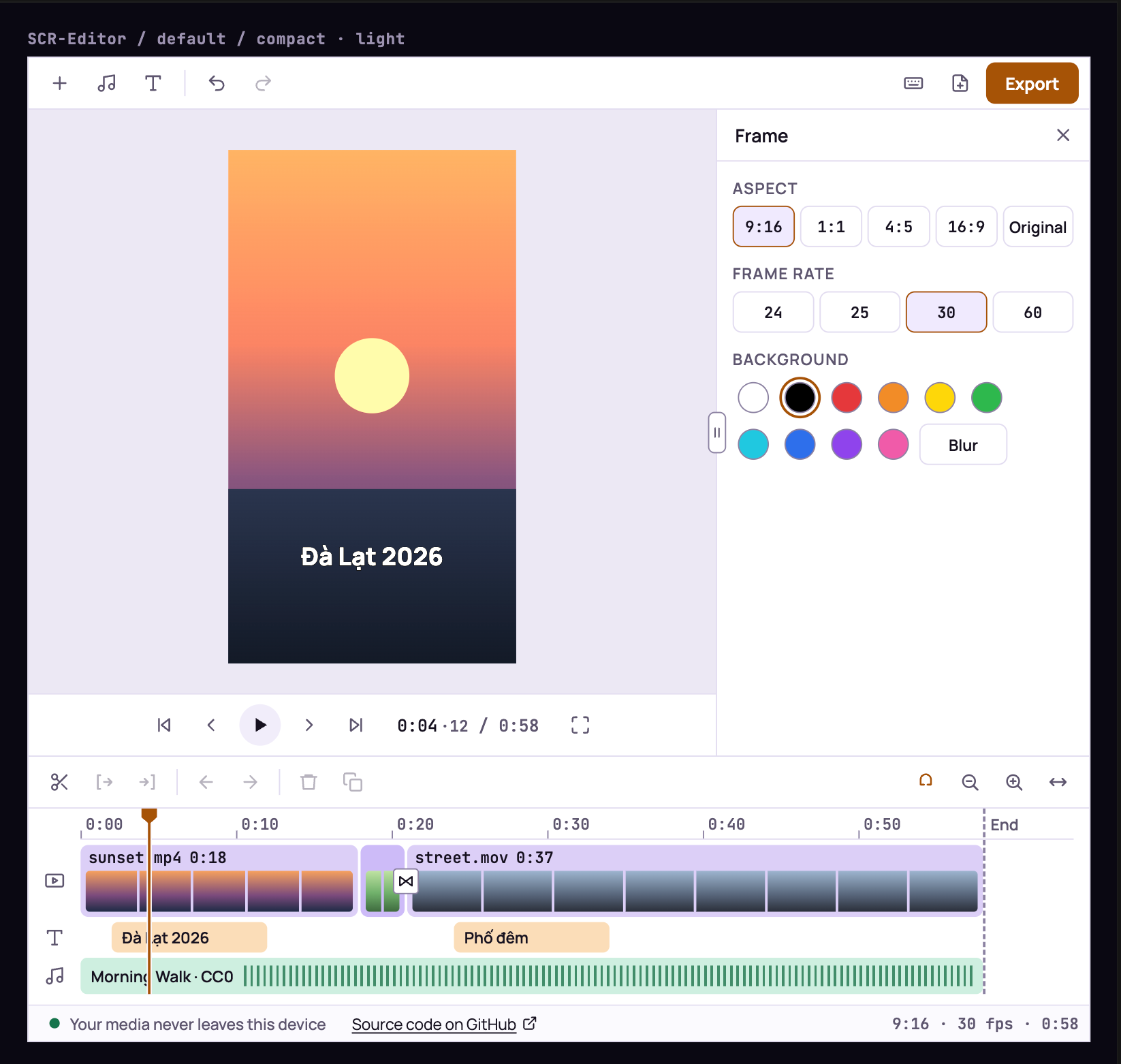 SCR-Editor / default / compact · light
Export
Frame
ASPECT
9:16 1:1 4:5 16:9 Original
FRAME RATE
24 25 30 60
BACKGROUND
Blur
Đà Lạt 2026
0:04·12 / 0:58
0:00 0:10 0:20 0:30 0:40 0:50 End
sunset.mp4 0:18 street.mov 0:37
Đà Lạt 2026 Phố đêm
Morning Walk · CC0
Your media never leaves this device Source code on GitHub 9:16 · 30 fps · 0:58